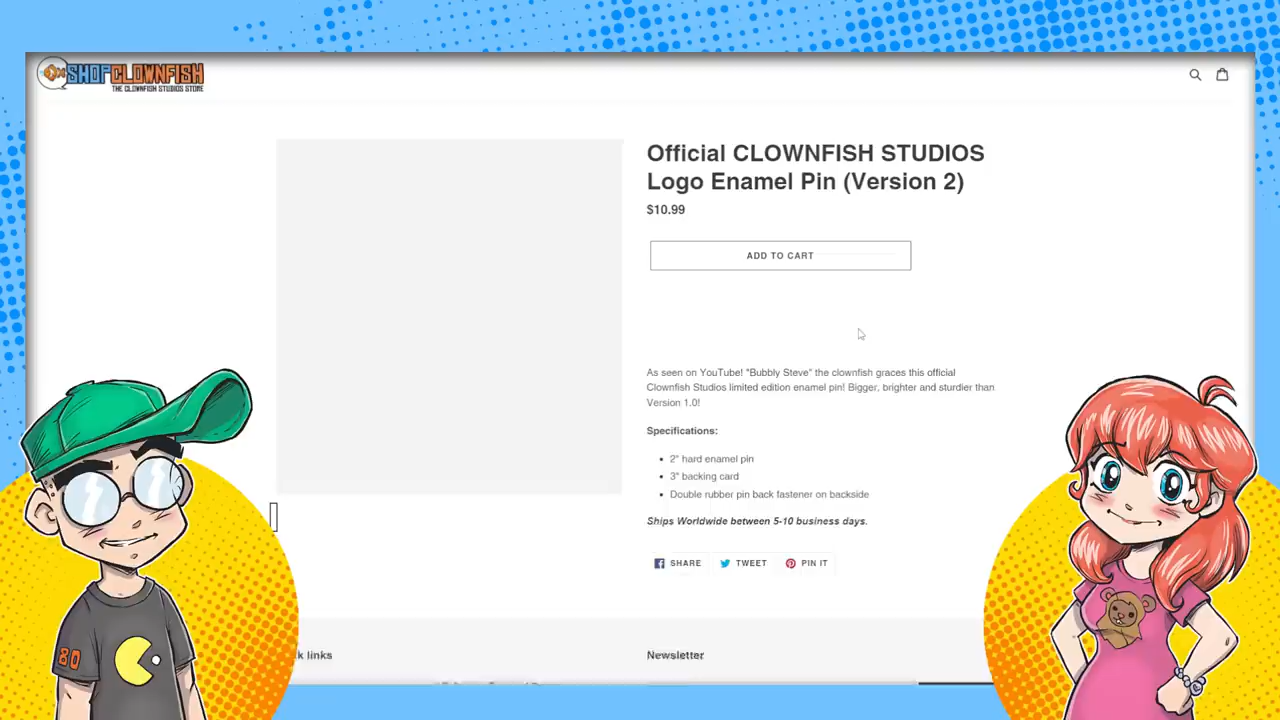 SHOPCLOWNFISH
THE CLOWNFISH STUDIOS STORE
Official CLOWNFISH STUDIOS
Logo Enamel Pin (Version 2)
$10.99
ADD TO CART
As seen on YouTube! "Bubbly Steve" the clownfish graces this official
Clownfish Studios limited edition enamel pin! Bigger, brighter and sturdier than
Version 1.0!
Specifications:
2" hard enamel pin
3" backing card
Double rubber pin back fastener on backside
Ships Worldwide between 5-10 business days.
SHARE TWEET PIN IT
k links
Newsletter
80